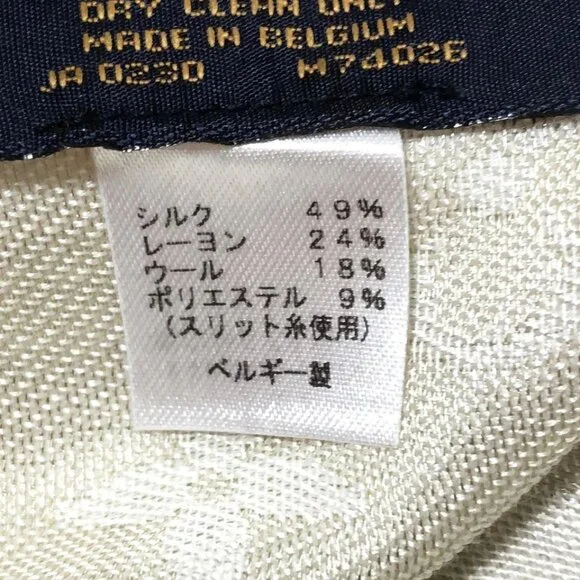 DRY CLEAN ONLY
MADE IN BELGIUM
JA 0230 M74026
シルク 49%
レーヨン 24%
ウール 18%
ポリエステル 9%
(スリット糸使用)
ベルギー製